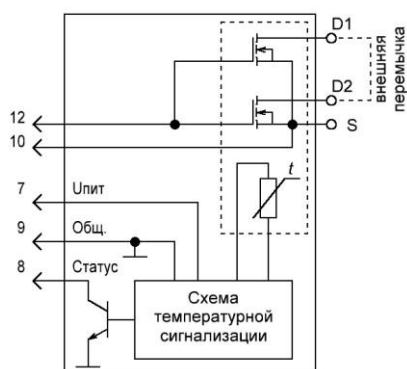 D1
D2
внешняя
перемычка
12
10
S
t
7 Uпит
9 Общ.
8 Статус
Схема
температурной
сигнализации